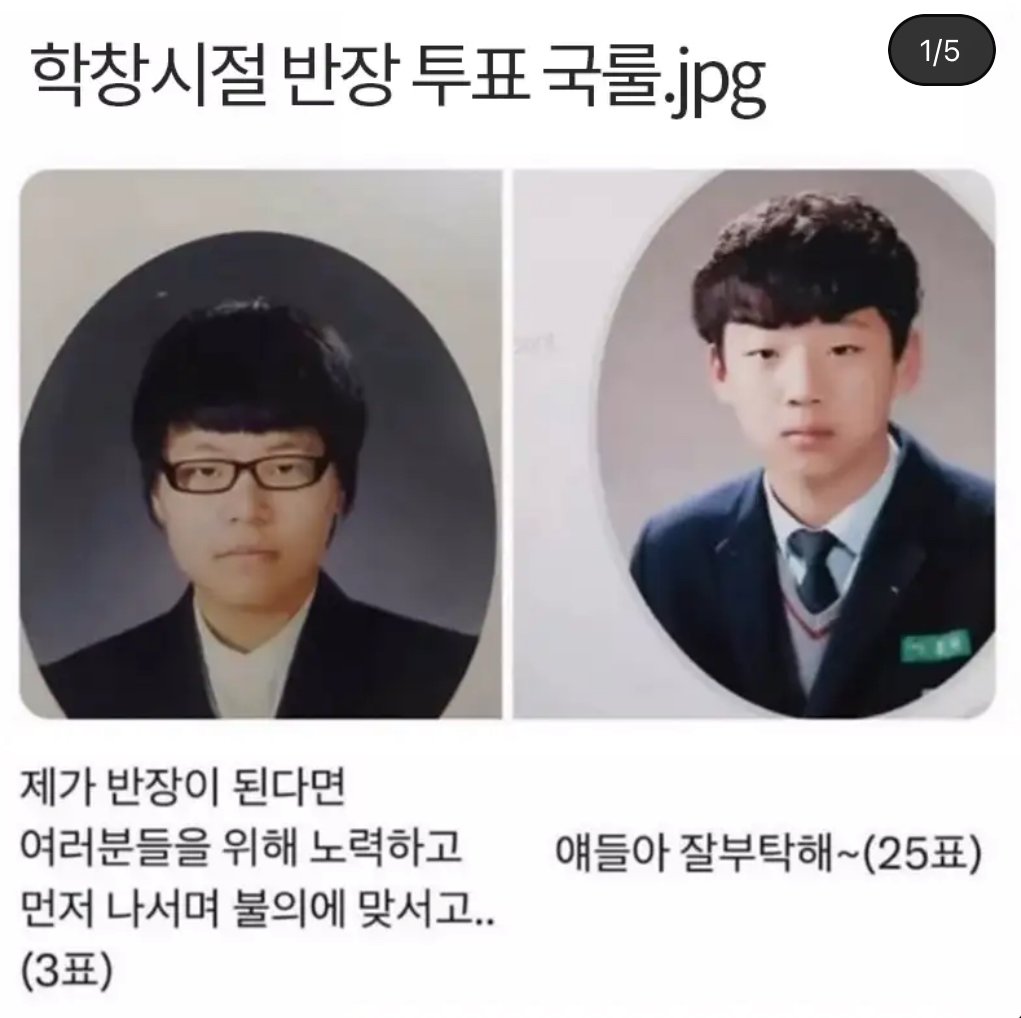 학창시절 반장 투표 국룰.jpg
1/5
제가 반장이 된다면
여러분들을 위해 노력하고
먼저 나서며 불의에 맞서고..
(3표)
얘들아 잘부탁해~(25표)